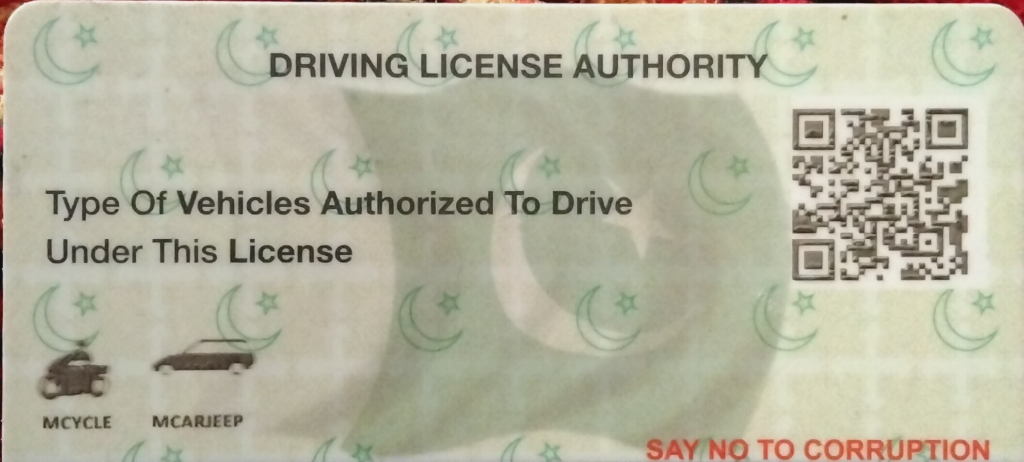 DRIVING LICENSE AUTHORITY
Type Of Vehicles Authorized To Drive
Under This License
MCYCLE MCARJEEP
SAY NO TO CORRUPTION